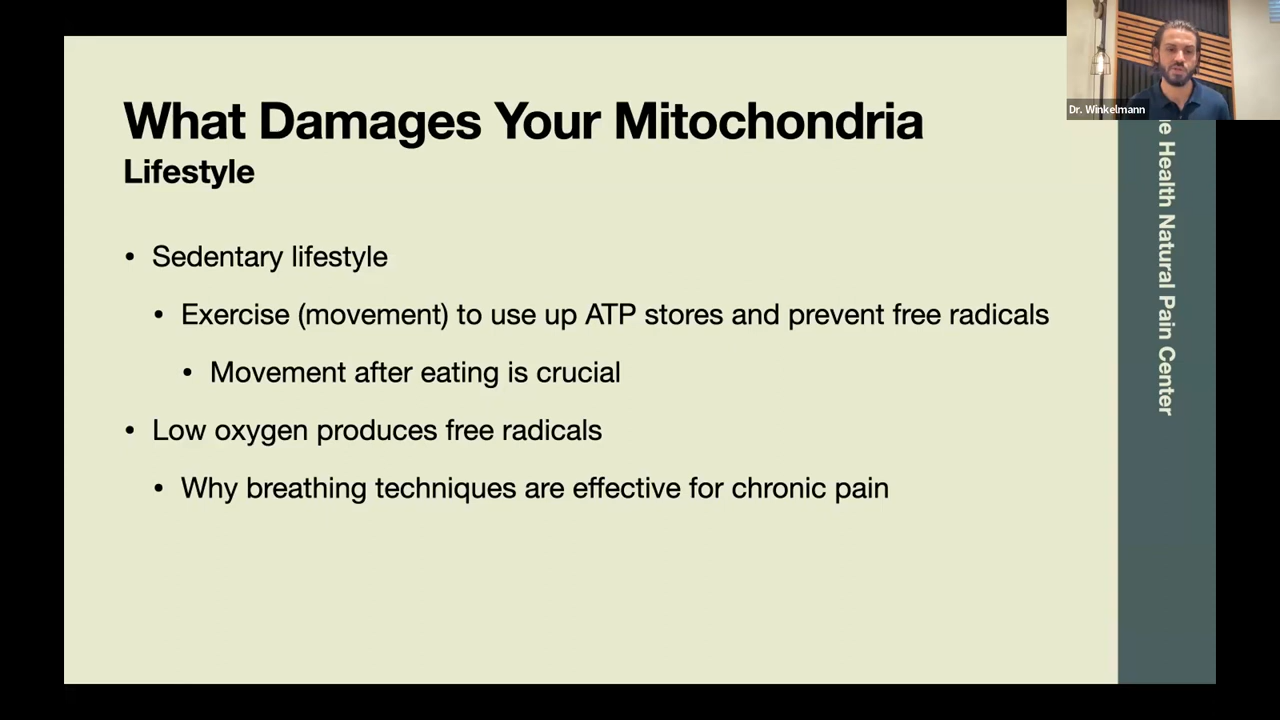 What Damages Your Mitochondria
Lifestyle
• Sedentary lifestyle
• Exercise (movement) to use up ATP stores and prevent free radicals
• Movement after eating is crucial
• Low oxygen produces free radicals
• Why breathing techniques are effective for chronic pain
Dr. Winkelmann
Health Natural Pain Center